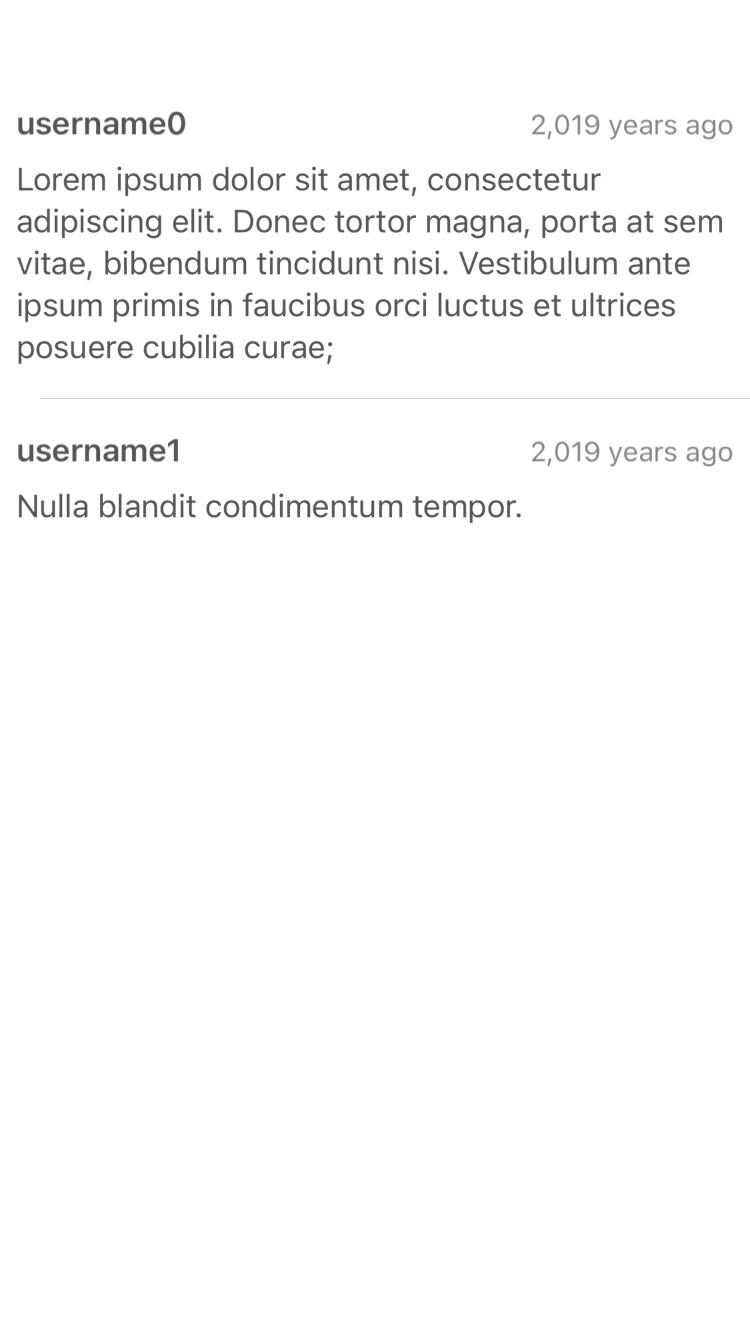 username0 2,019 years ago
Lorem ipsum dolor sit amet, consectetur
adipiscing elit. Donec tortor magna, porta at sem
vitae, bibendum tincidunt nisi. Vestibulum ante
ipsum primis in faucibus orci luctus et ultrices
posuere cubilia curae;
username1 2,019 years ago
Nulla blandit condimentum tempor.